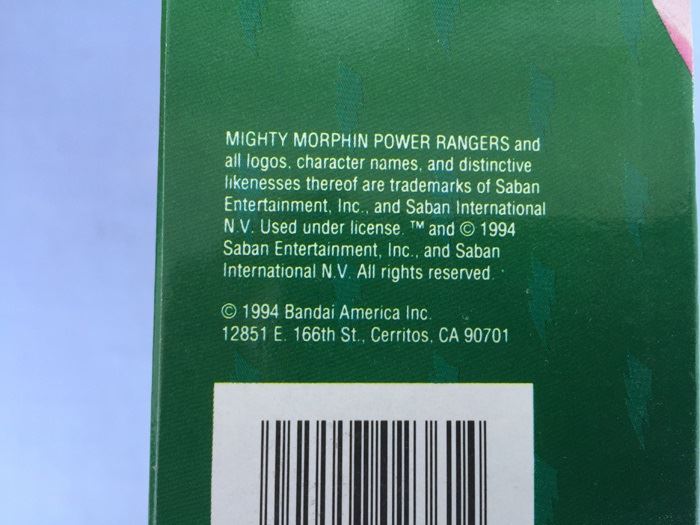 MIGHTY MORPHIN POWER RANGERS and
all logos, character names, and distinctive
likenesses thereof are trademarks of Saban
Entertainment, Inc., and Saban International
N.V. Used under license. ™ and © 1994
Saban Entertainment, Inc., and Saban
International N.V. All rights reserved.
© 1994 Bandai America Inc.
12851 E. 166th St., Cerritos, CA 90701